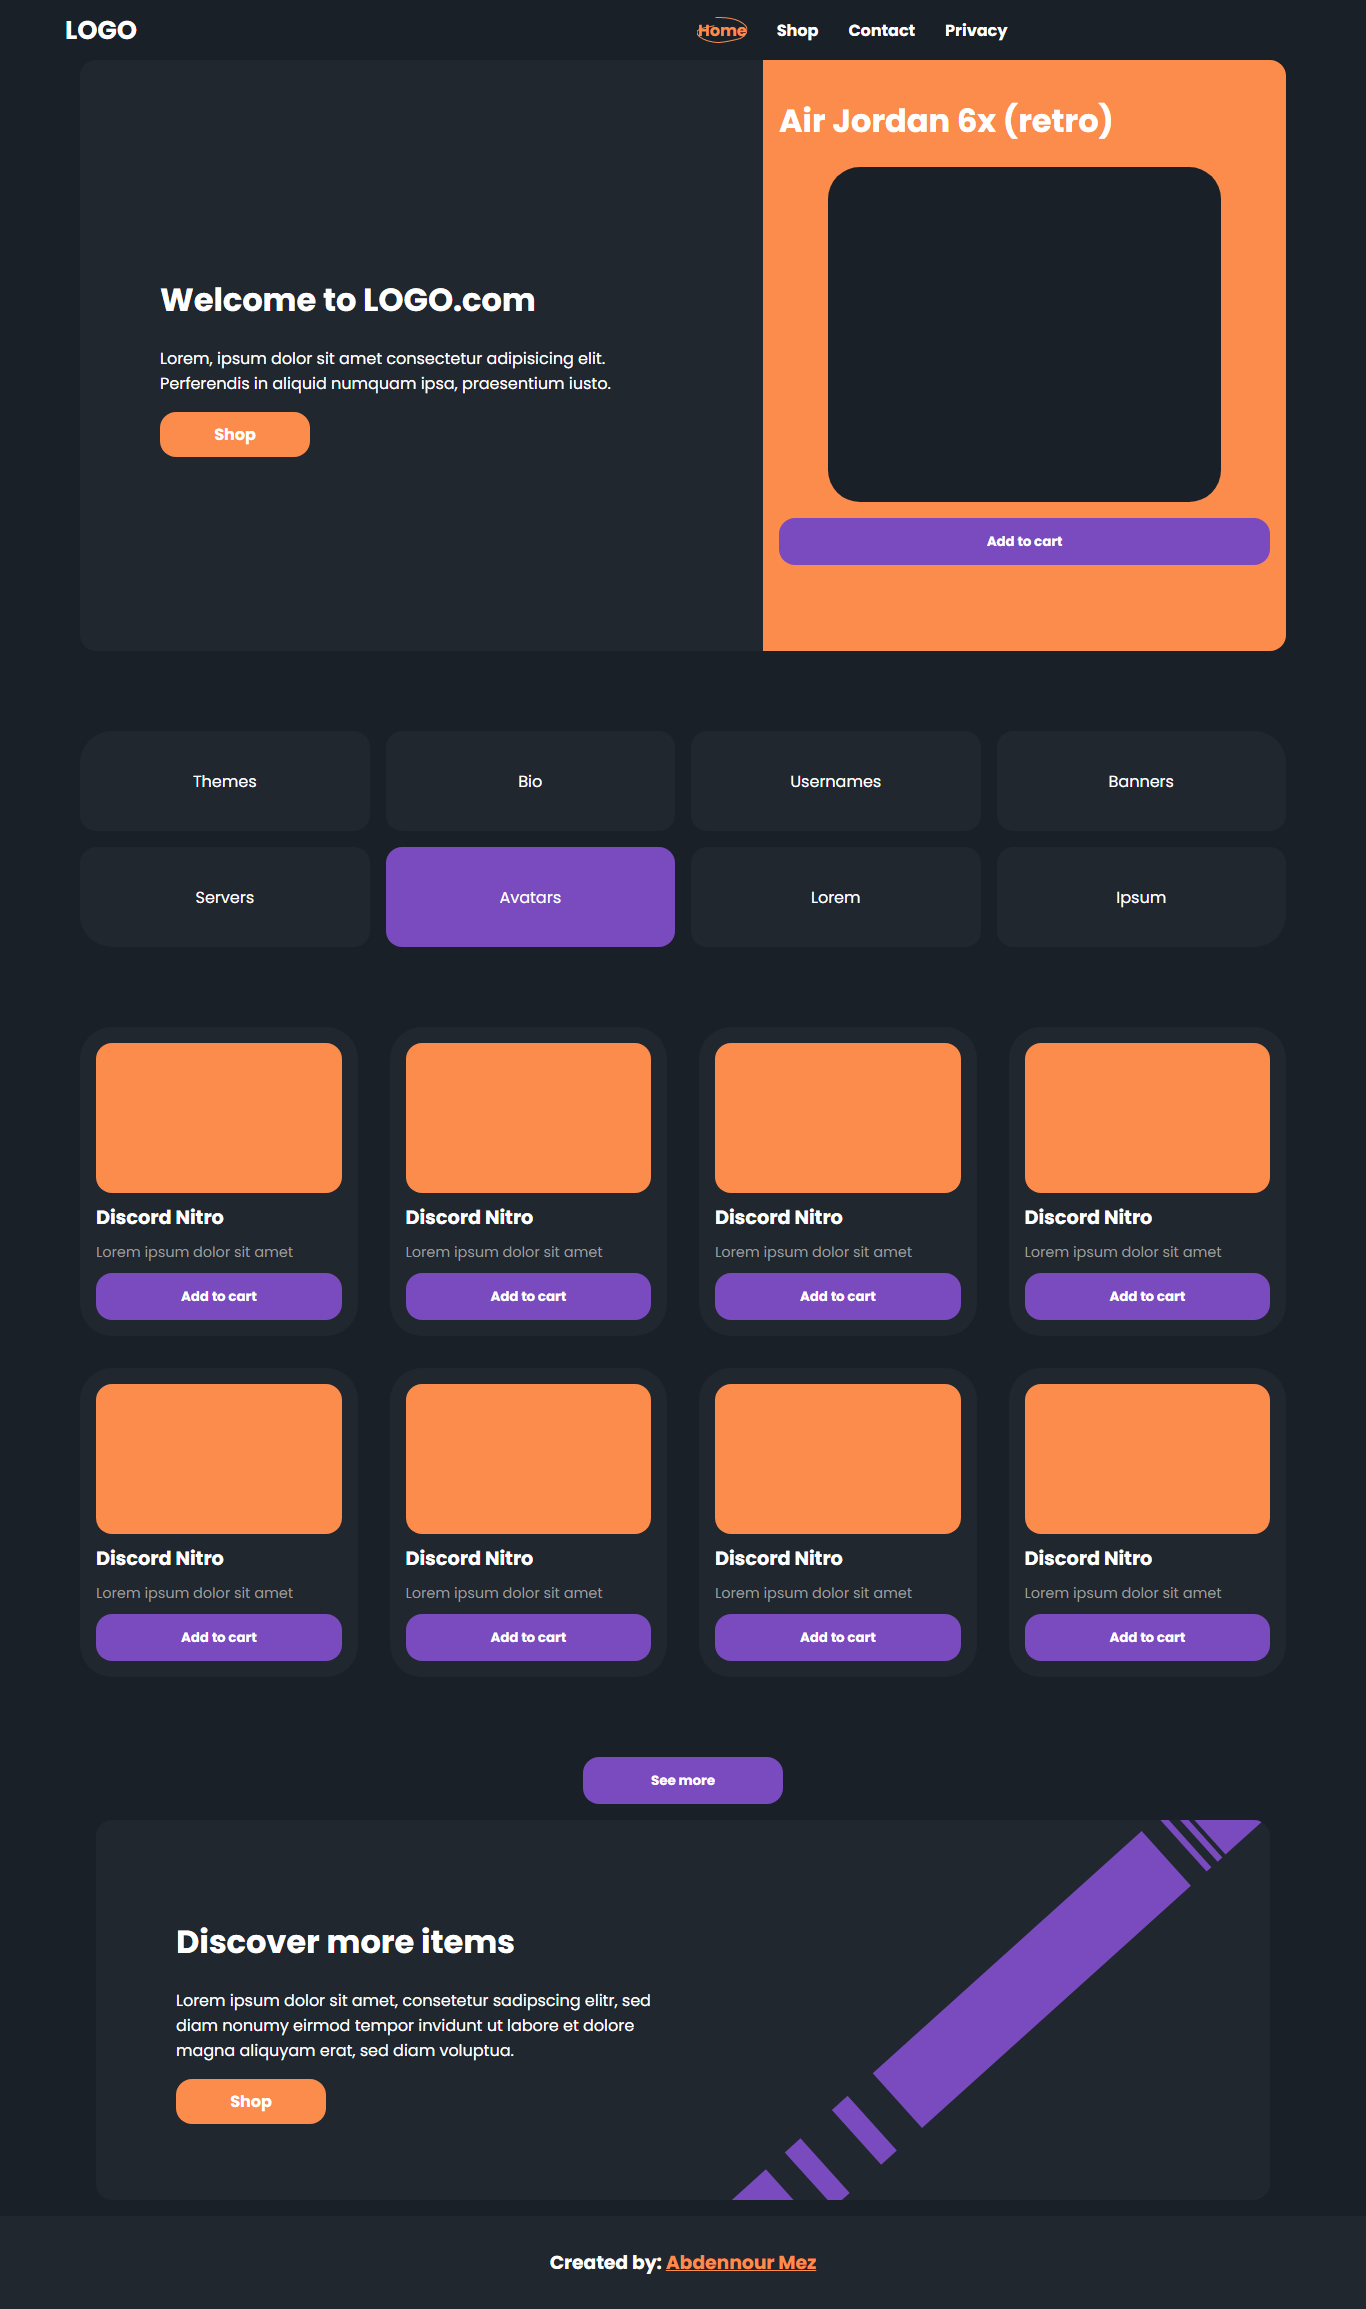 LOGO
Home
Shop
Contact
Privacy
Air Jordan 6x (retro)
Welcome to LOGO.com
Lorem, ipsum dolor sit amet consectetur adipisicing elit.
Perferendis in aliquid numquam ipsa, praesentium iusto.
Shop
Add to cart
Themes
Bio
Usernames
Banners
Servers
Avatars
Lorem
Ipsum
Discord Nitro
Lorem ipsum dolor sit amet
Add to cart
Discord Nitro
Lorem ipsum dolor sit amet
Add to cart
Discord Nitro
Lorem ipsum dolor sit amet
Add to cart
Discord Nitro
Lorem ipsum dolor sit amet
Add to cart
Discord Nitro
Lorem ipsum dolor sit amet
Add to cart
Discord Nitro
Lorem ipsum dolor sit amet
Add to cart
Discord Nitro
Lorem ipsum dolor sit amet
Add to cart
Discord Nitro
Lorem ipsum dolor sit amet
Add to cart
See more
Discover more items
Lorem ipsum dolor sit amet, consetetur sadipscing elitr, sed
diam nonumy eirmod tempor invidunt ut labore et dolore
magna aliquyam erat, sed diam voluptua.
Shop
Created by: Abdennour Mez